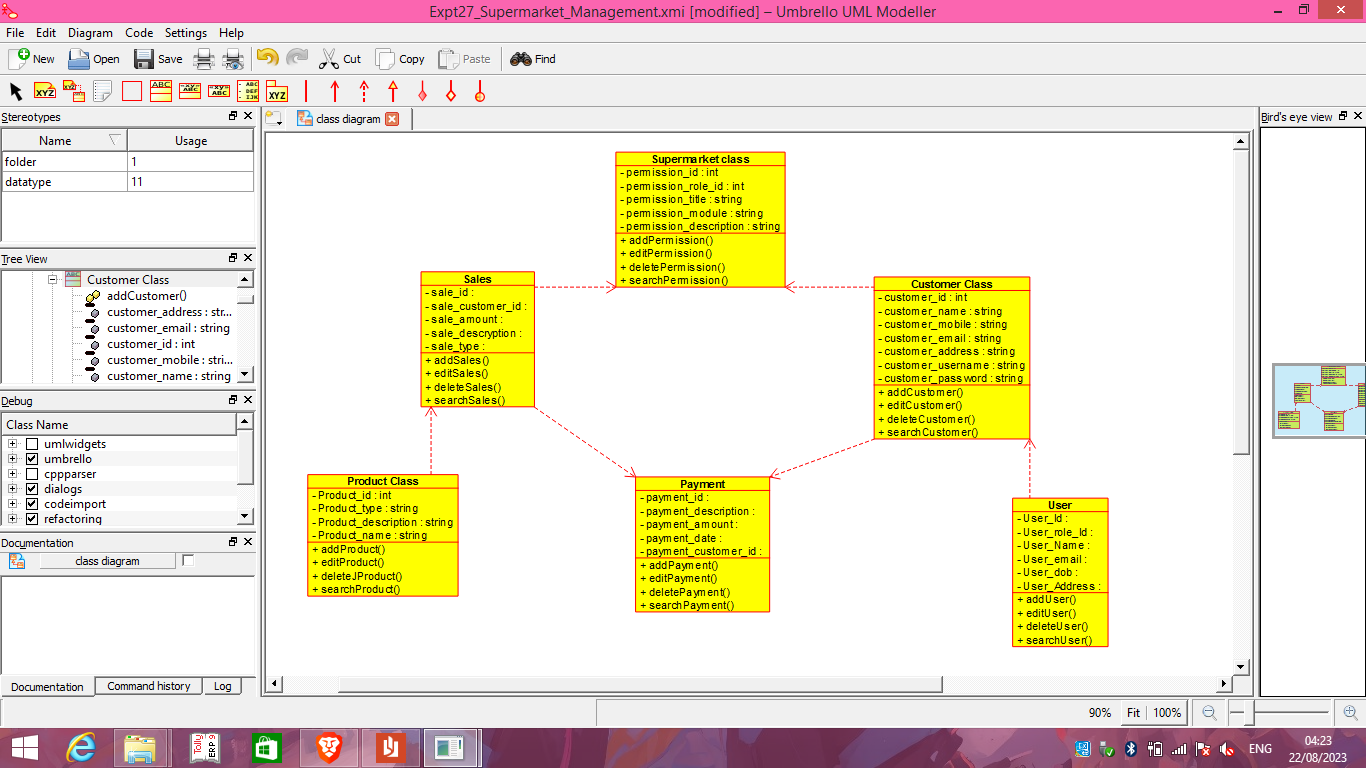 Expt27_Supermarket_Management.xmi [modified] – Umbrello UML Modeller
File Edit Diagram Code Settings Help
New Open Save Cut Copy Paste Find
Stereotypes
Name Usage
folder 1
datatype 11
Tree View
Customer Class
addCustomer()
customer_address : str...
customer_email : string
customer_id : int
customer_mobile : stri...
customer_name : string
Debug
Class Name
umlwidgets
umbrello
cppparser
dialogs
codeimport
refactoring
Documentation
class diagram
Documentation Command history Log
class diagram
Supermarket class
- permission_id : int
- permission_role_id : int
- permission_title : string
- permission_module : string
- permission_description : string
+ addPermission()
+ editPermission()
+ deletePermission()
+ searchPermission()
Sales
- sale_id :
- sale_customer_id :
- sale_amount :
- sale_descryption :
- sale_type :
+ addSales()
+ editSales()
+ deleteSales()
+ searchSales()
Customer Class
- customer_id : int
- customer_name : string
- customer_mobile : string
- customer_email : string
- customer_address : string
- customer_username : string
- customer_password : string
+ addCustomer()
+ editCustomer()
+ deleteCustomer()
+ searchCustomer()
Product Class
- Product_id : int
- Product_type : string
- Product_description : string
- Product_name : string
+ addProduct()
+ editProduct()
+ deleteJProduct()
+ searchProduct()
Payment
- payment_id :
- payment_description :
- payment_amount :
- payment_date :
- payment_customer_id :
+ addPayment()
+ editPayment()
+ deletePayment()
+ searchPayment()
User
- User_Id :
- User_role_Id :
- User_Name :
- User_email :
- User_dob :
- User_Address :
+ addUser()
+ editUser()
+ deleteUser()
+ searchUser()
Bird's eye view
90% Fit 100%
ENG
04:23
22/08/2023